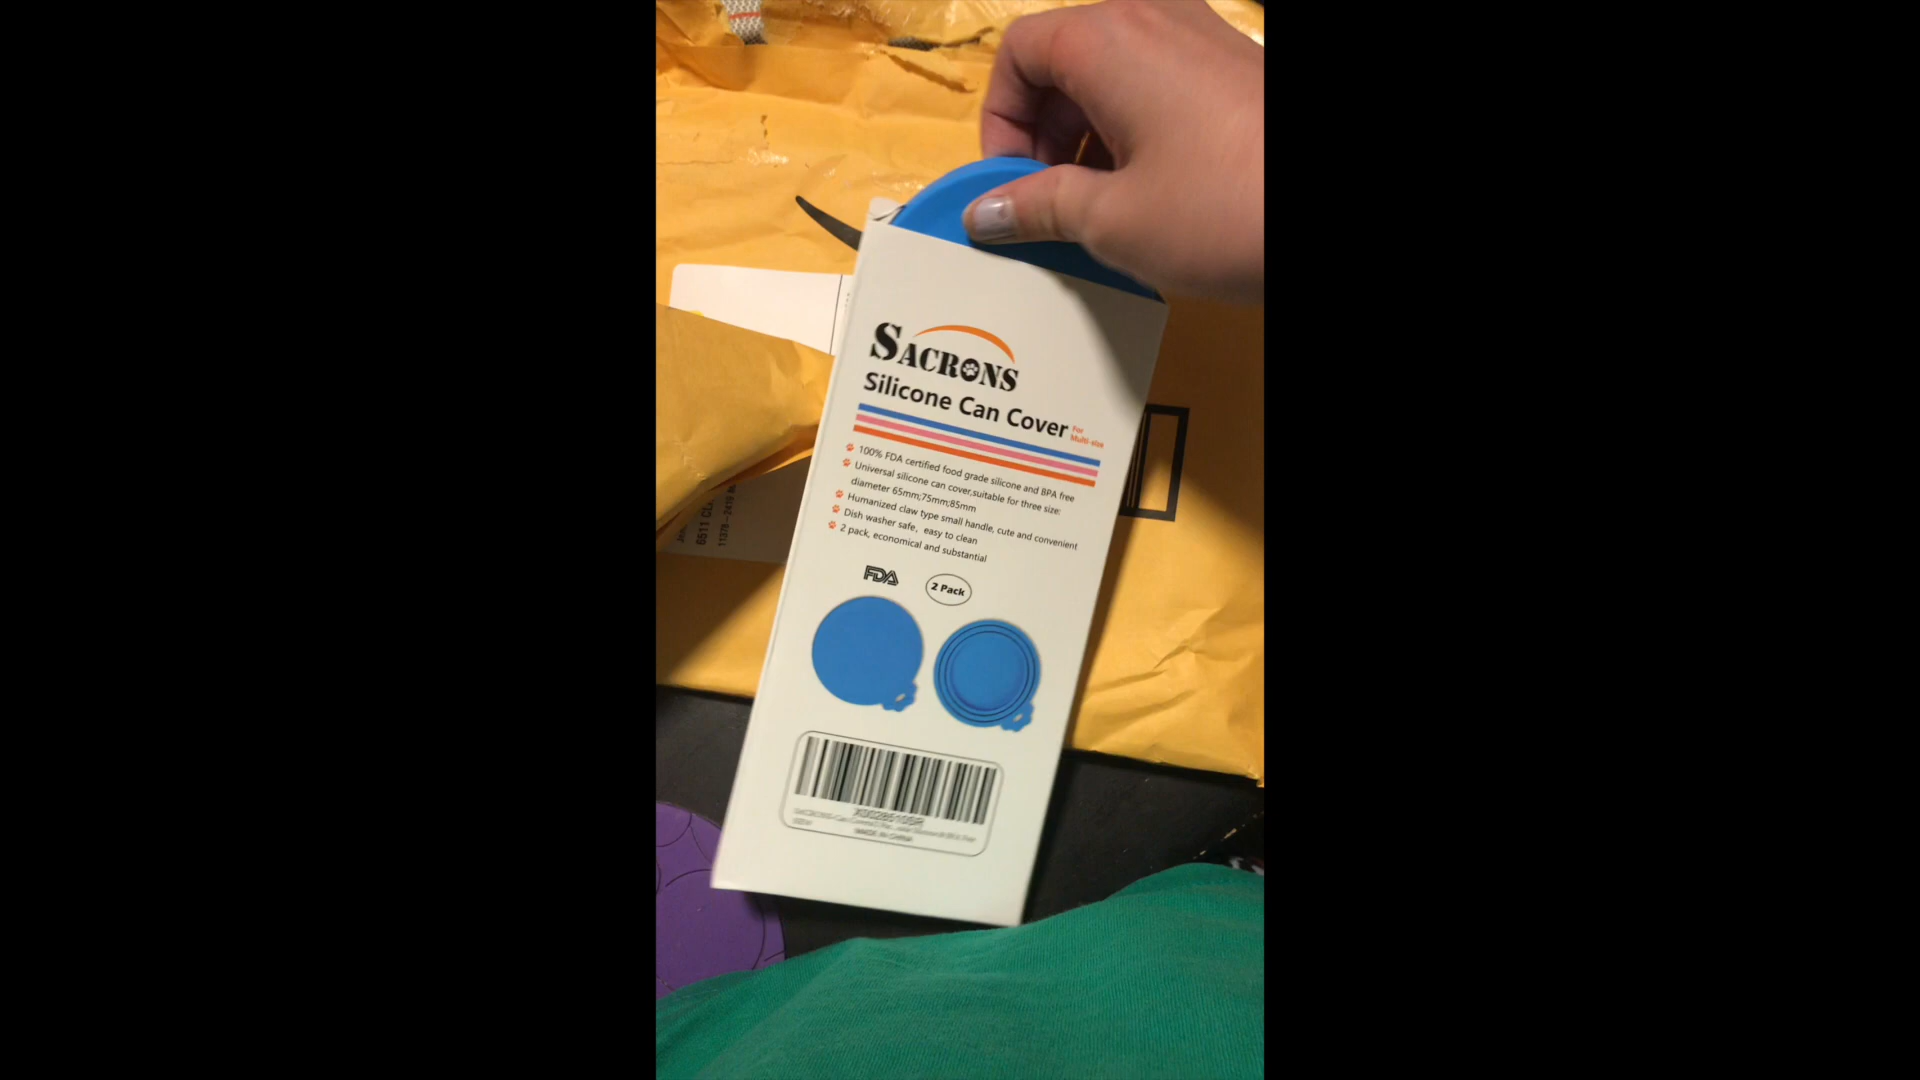 SACRONS
Silicone Can Cover
For
Multi-size
100% FDA certified food grade silicone and BPA free
Universal silicone can cover,suitable for three size:
diameter 65mm;75mm;85mm
Humanized claw type small handle, cute and convenient
Dish washer safe, easy to clean
2 pack, economical and substantial
FDA
2 Pack
MADE IN CHINA